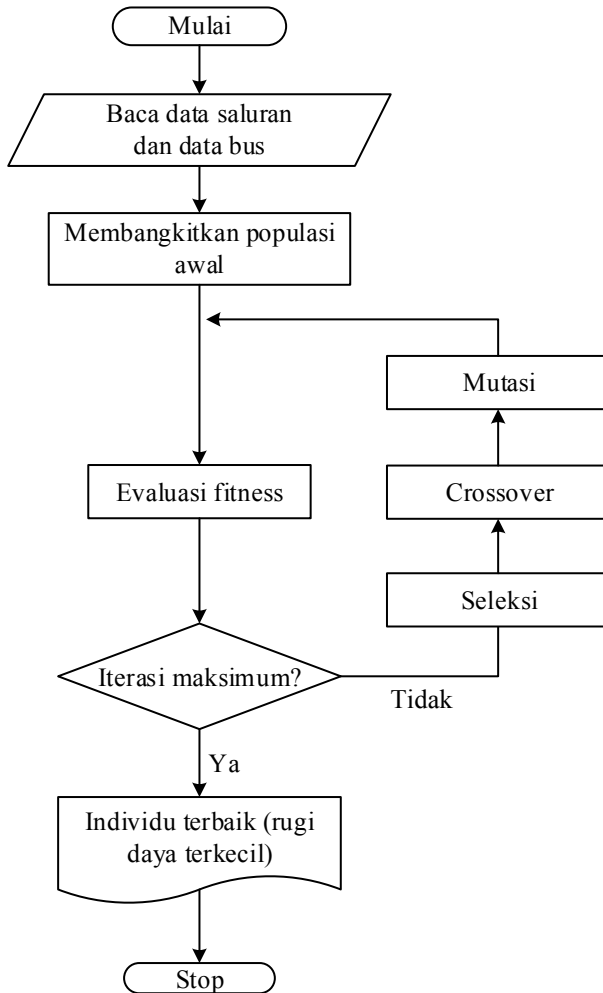 Mulai
Baca data saluran
dan data bus
Membangkitkan populasi
awal
Mutasi
Evaluasi fitness
Crossover
Seleksi
Iterasi maksimum?
Tidak
Ya
Individu terbaik (rugi
daya terkecil)
Stop